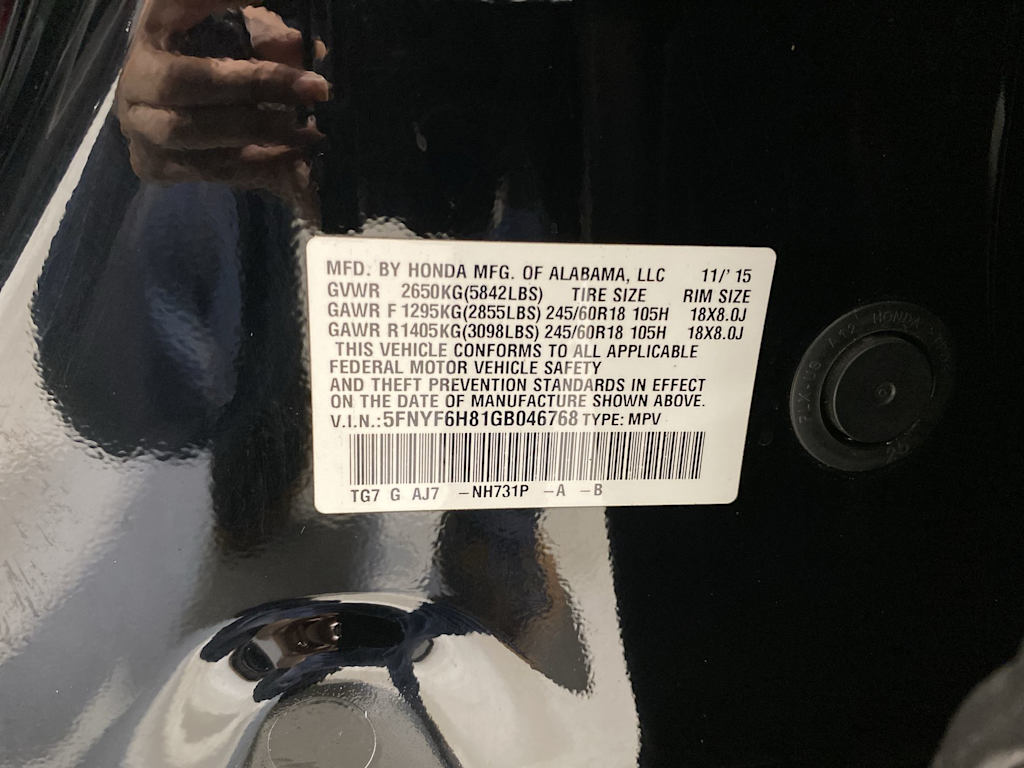 MFD. BY HONDA MFG. OF ALABAMA, LLC 11/' 15
GVWR 2650KG(5842LBS) TIRE SIZE RIM SIZE
GAWR F 1295KG(2855LBS) 245/60R18 105H 18X8.0J
GAWR R1405KG(3098LBS) 245/60R18 105H 18X8.0J
THIS VEHICLE CONFORMS TO ALL APPLICABLE
FEDERAL MOTOR VEHICLE SAFETY
AND THEFT PREVENTION STANDARDS IN EFFECT
ON THE DATE OF MANUFACTURE SHOWN ABOVE.
V.I.N.:5FNYF6H81GB046768 TYPE: MPV
TG7 G AJ7 –NH731P –A –B
HONDA